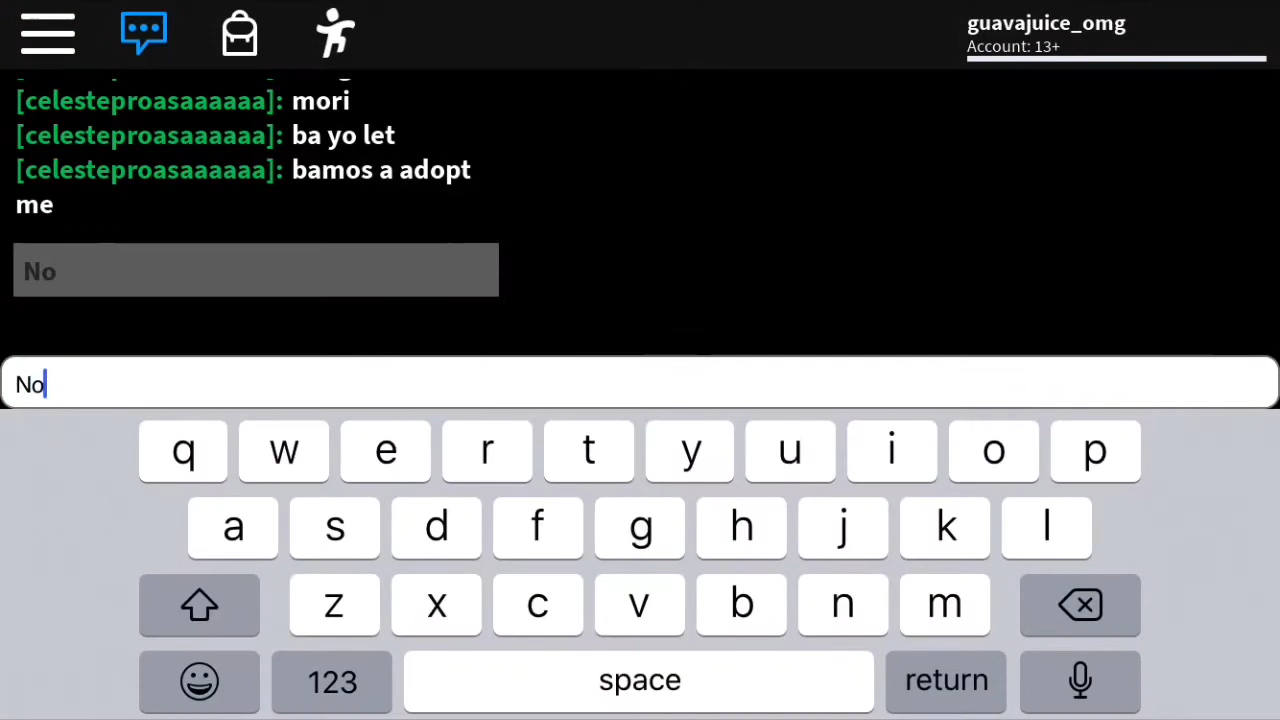 guavajuice_omg
Account: 13+
[celesteproasaaaaaa]: mori
[celesteproasaaaaaa]: ba yo let
[celesteproasaaaaaa]: bamos a adopt
me
No
No
q w e r t y u i o p
a s d f g h j k l
z x c v b n m
123 space return